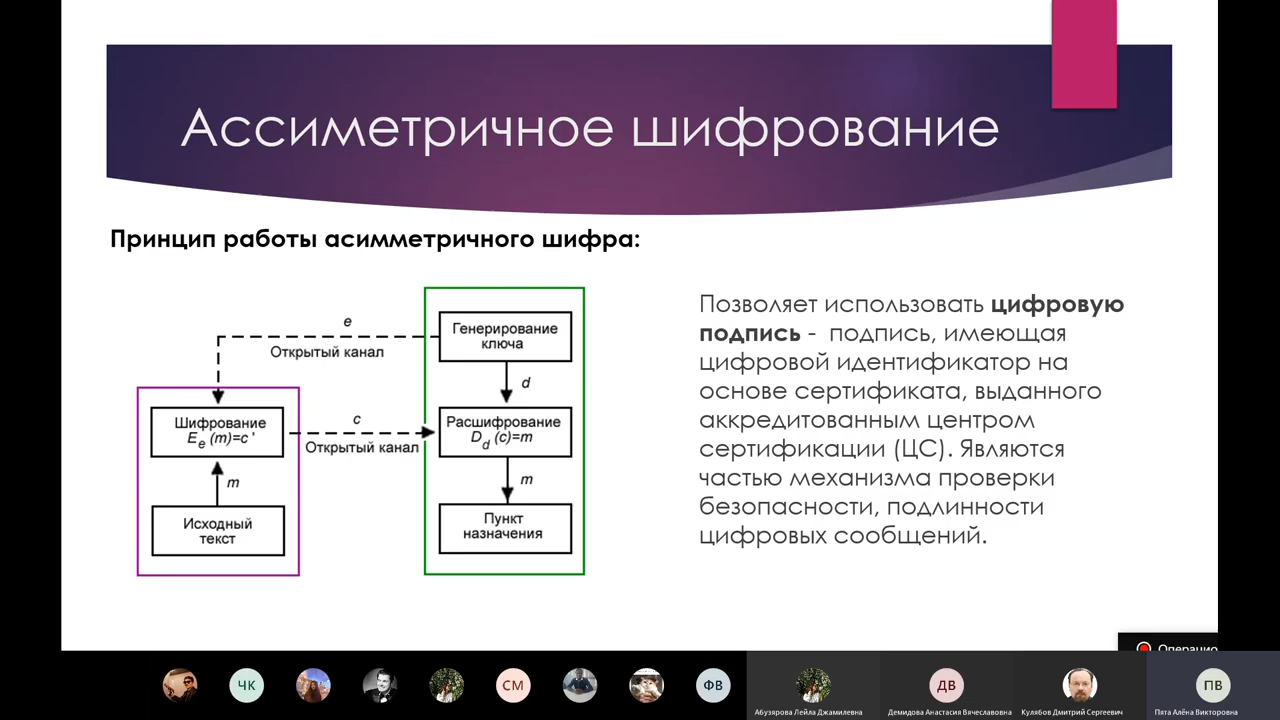 Ассиметричное шифрование
Принцип работы асимметричного шифра:
e
Открытый канал
Генерирование
ключа
d
Шифрование
E e (m)=c '
c
Открытый канал
Расшифрование
D d (c)=m
m
m
Исходный
текст
Пункт
назначения
Позволяет использовать цифровую
подпись - подпись, имеющая
цифровой идентификатор на
основе сертификата, выданного
аккредитованным центром
сертификации (ЦС). Являются
частью механизма проверки
безопасности, подлинности
цифровых сообщений.
Операцио
ЧК
СМ
ФВ
ДВ
ПВ
Абузярова Лейла Джамилевна
Демидова Анастасия Вячеславовна
Кулябов Дмитрий Сергеевич
Пята Алёна Викторовна